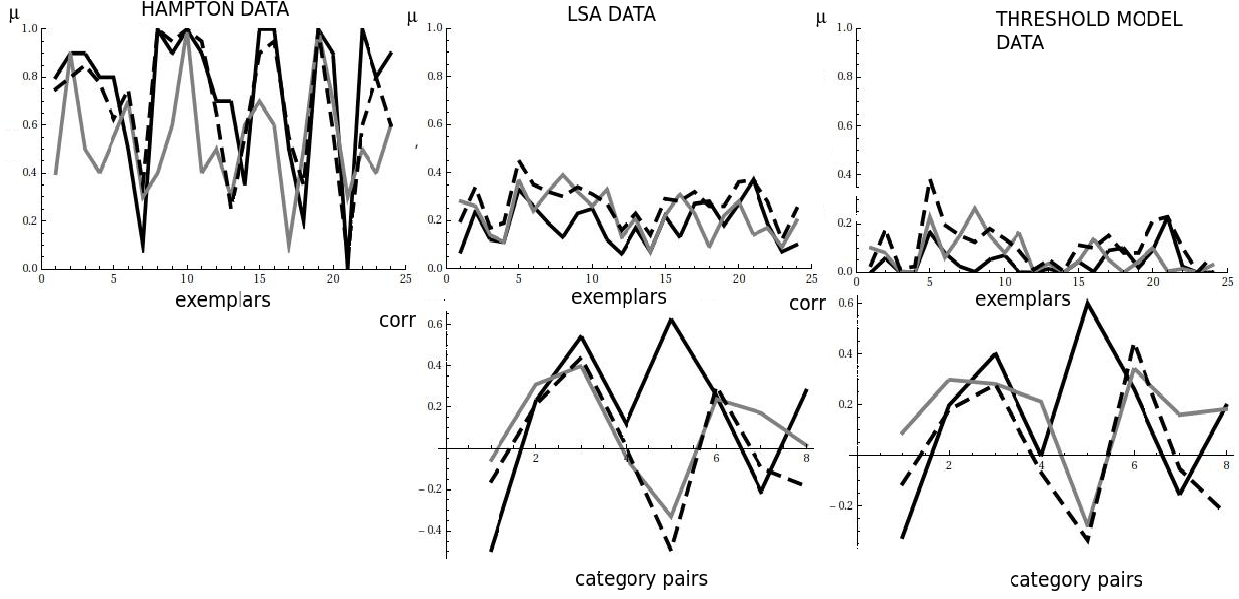 HAMPTON DATA
μ
1.0
0.8
0.6
0.4
0.2
0.0
0 5 10 15 20 25
exemplars
LSA DATA
μ
1.0
0.8
0.6
0.4
0.2
0.0
0 5 10 15 20 25
exemplars
THRESHOLD MODEL
DATA
μ
1.0
0.8
0.6
0.4
0.2
0.0
0 5 10 15 20 25
exemplars
corr
0.6
0.4
0.2
2 4 6 8
- 0.2
- 0.4
category pairs
corr
0.6
0.4
0.2
2 4 6 8
- 0.2
category pairs